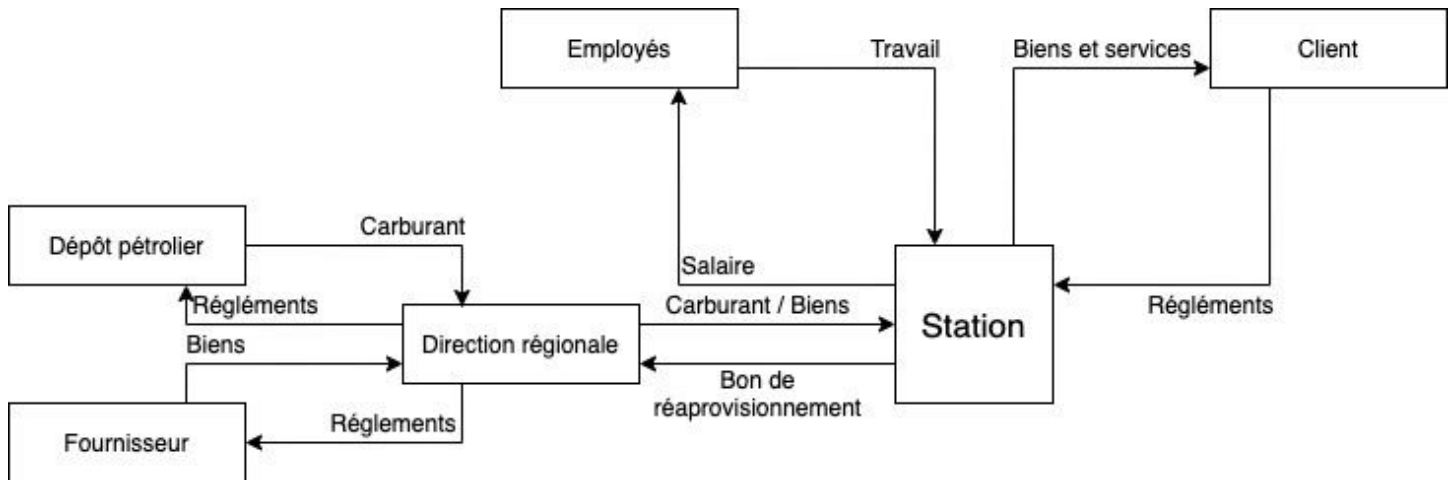 Employés
Travail
Biens et services
Client
Dépôt pétrolier
Carburant
Salaire
Régléments
Carburant / Biens
Régléments
Station
Direction régionale
Biens
Bon de
réaprovisionnement
Réglements
Fournisseur